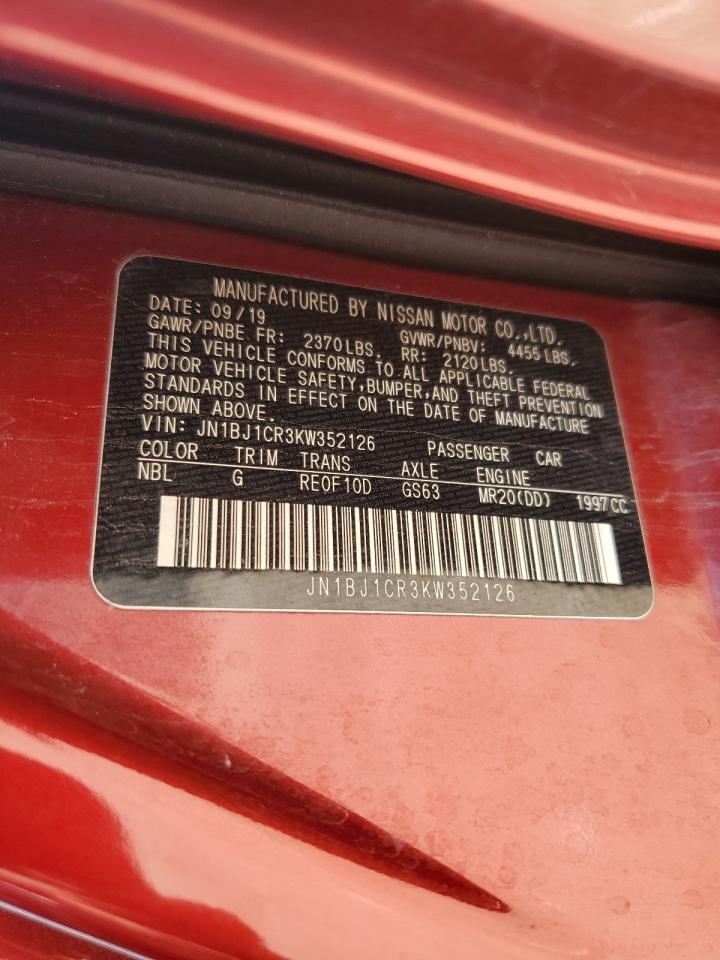 MANUFACTURED BY NISSAN MOTOR CO.,LTD.
DATE: 09/19 GVWR/PNBV: 4455 LBS.
GAWR/PNBE FR: 2370LBS. RR: 2120LBS.
THIS VEHICLE CONFORMS TO ALL APPLICABLE FEDERAL
MOTOR VEHICLE SAFETY,BUMPER,AND THEFT PREVENTION
STANDARDS IN EFFECT ON THE DATE OF MANUFACTURE
SHOWN ABOVE.
VIN: JN1BJ1CR3KW352126 PASSENGER CAR
COLOR TRIM TRANS AXLE ENGINE
NBL G RE0F10D GS63 MR20(DD) 1997CC
JN1BJ1CR3KW352126